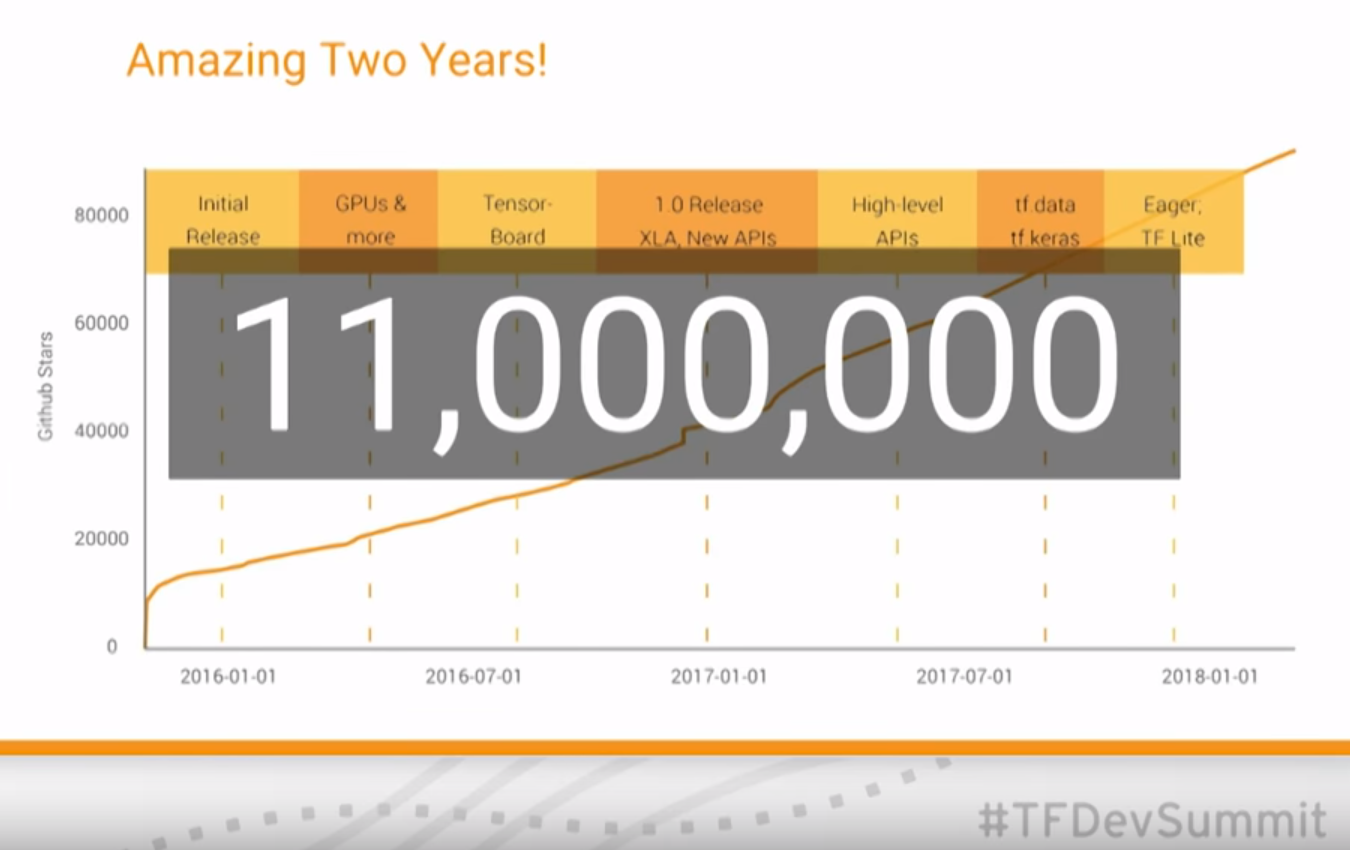 Amazing Two Years!
Initial
Release
GPUs &
more
Tensor-
Board
1.0 Release
XLA, New APIs
High-level
APIs
tf.data
tf.keras
Eager,
TF Lite
11,000,000
Github Stars
80000
60000
40000
20000
0
2016-01-01
2016-07-01
2017-01-01
2017-07-01
2018-01-01
#TFDevSummit